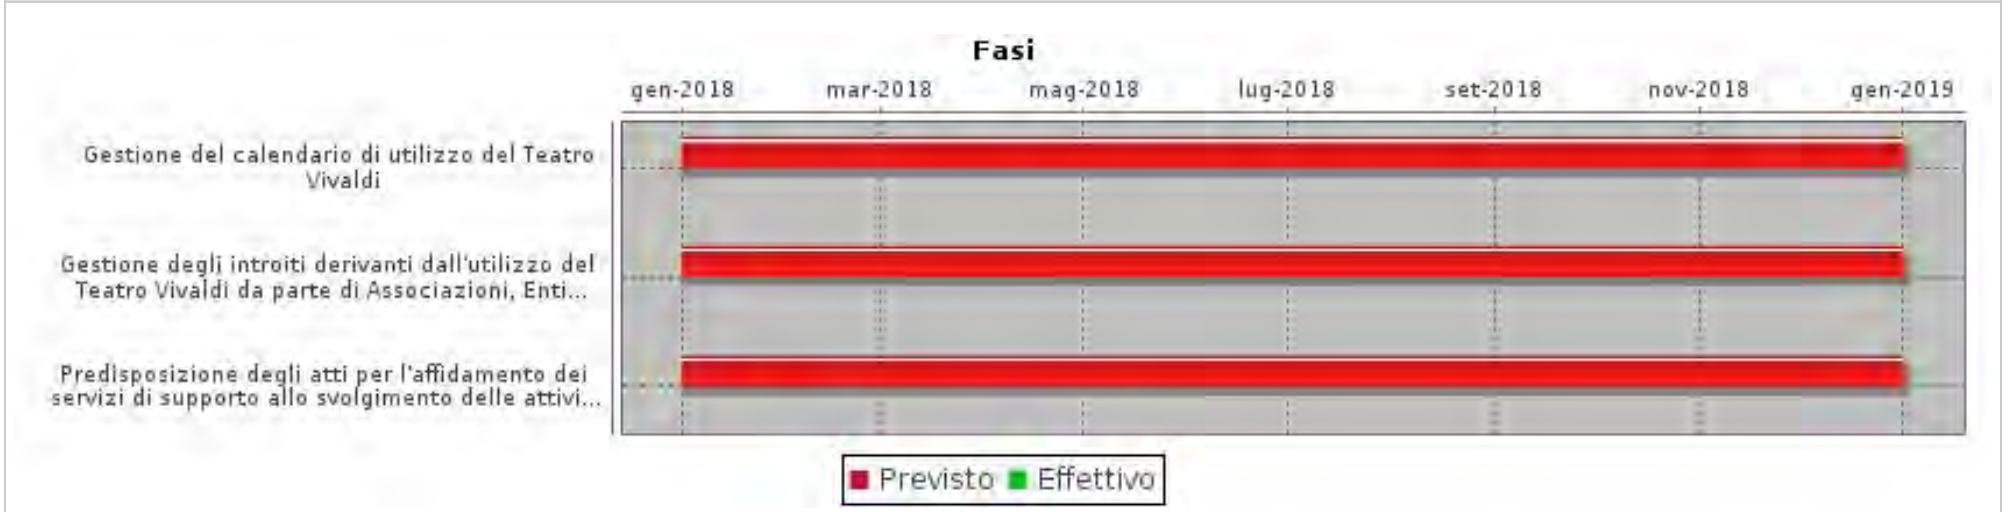 Fasi
gen-2018 mar-2018 mag-2018 lug-2018 set-2018 nov-2018 gen-2019
Gestione del calendario di utilizzo del Teatro
Vivaldi
Gestione degli introiti derivanti dall'utilizzo del
Teatro Vivaldi da parte di Associazioni, Enti...
Predisposizione degli atti per l'affidamento dei
servizi di supporto allo svolgimento delle attivi...
Previsto Effettivo